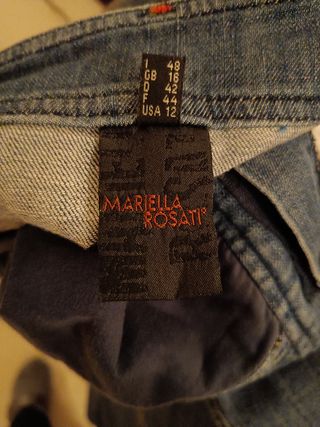 I 48
GB 16
D 42
F 44
USA 12
MARIELLA
ROSATI®